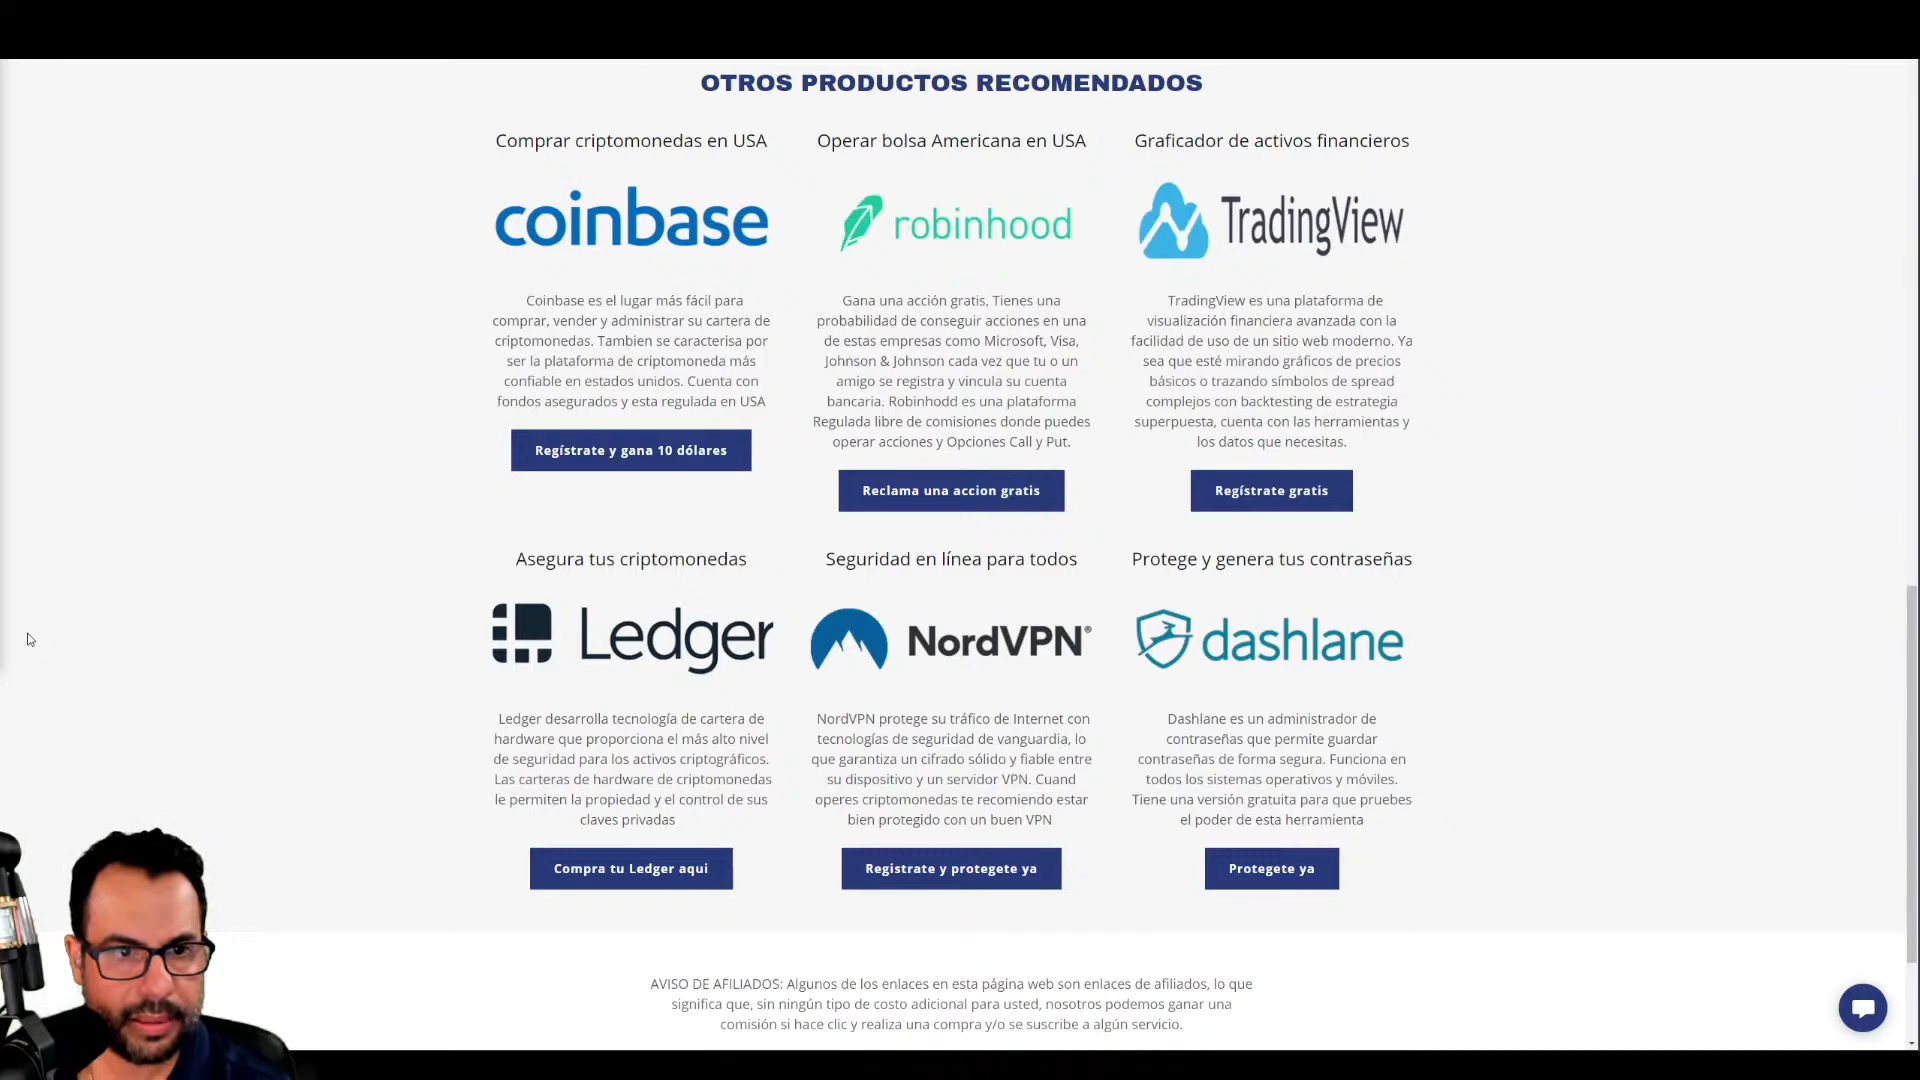 OTROS PRODUCTOS RECOMENDADOS
Comprar criptomonedas en USA
coinbase
Coinbase es el lugar más fácil para
comprar, vender y administrar su cartera de
criptomonedas. Tambien se caracterisa por
ser la plataforma de criptomoneda más
confiable en estados unidos. Cuenta con
fondos asegurados y esta regulada en USA
Regístrate y gana 10 dólares
Operar bolsa Americana en USA
robinhood
Gana una acción gratis, Tienes una
probabilidad de conseguir acciones en una
de estas empresas como Microsoft, Visa,
Johnson & Johnson cada vez que tu o un
amigo se registra y vincula su cuenta
bancaria. Robinhodd es una plataforma
Regulada libre de comisiones donde puedes
operar acciones y Opciones Call y Put.
Reclama una accion gratis
Graficador de activos financieros
TradingView
TradingView es una plataforma de
visualización financiera avanzada con la
facilidad de uso de un sitio web moderno. Ya
sea que esté mirando gráficos de precios
básicos o trazando símbolos de spread
complejos con backtesting de estrategia
superpuesta, cuenta con las herramientas y
los datos que necesitas.
Regístrate gratis
Asegura tus criptomonedas
Ledger
Ledger desarrolla tecnología de cartera de
hardware que proporciona el más alto nivel
de seguridad para los activos criptográficos.
Las carteras de hardware de criptomonedas
le permiten la propiedad y el control de sus
claves privadas
Compra tu Ledger aqui
Seguridad en línea para todos
NordVPN®
NordVPN protege su tráfico de Internet con
tecnologías de seguridad de vanguardia, lo
que garantiza un cifrado sólido y fiable entre
su dispositivo y un servidor VPN. Cuand
operes criptomonedas te recomiendo estar
bien protegido con un buen VPN
Registrate y protegete ya
Protege y genera tus contraseñas
dashlane
Dashlane es un administrador de
contraseñas que permite guardar
contraseñas de forma segura. Funciona en
todos los sistemas operativos y móviles.
Tiene una versión gratuita para que pruebes
el poder de esta herramienta
Protegete ya
AVISO DE AFILIADOS: Algunos de los enlaces en esta página web son enlaces de afiliados, lo que
significa que, sin ningún tipo de costo adicional para usted, nosotros podemos ganar una
comisión si hace clic y realiza una compra y/o se suscribe a algún servicio.